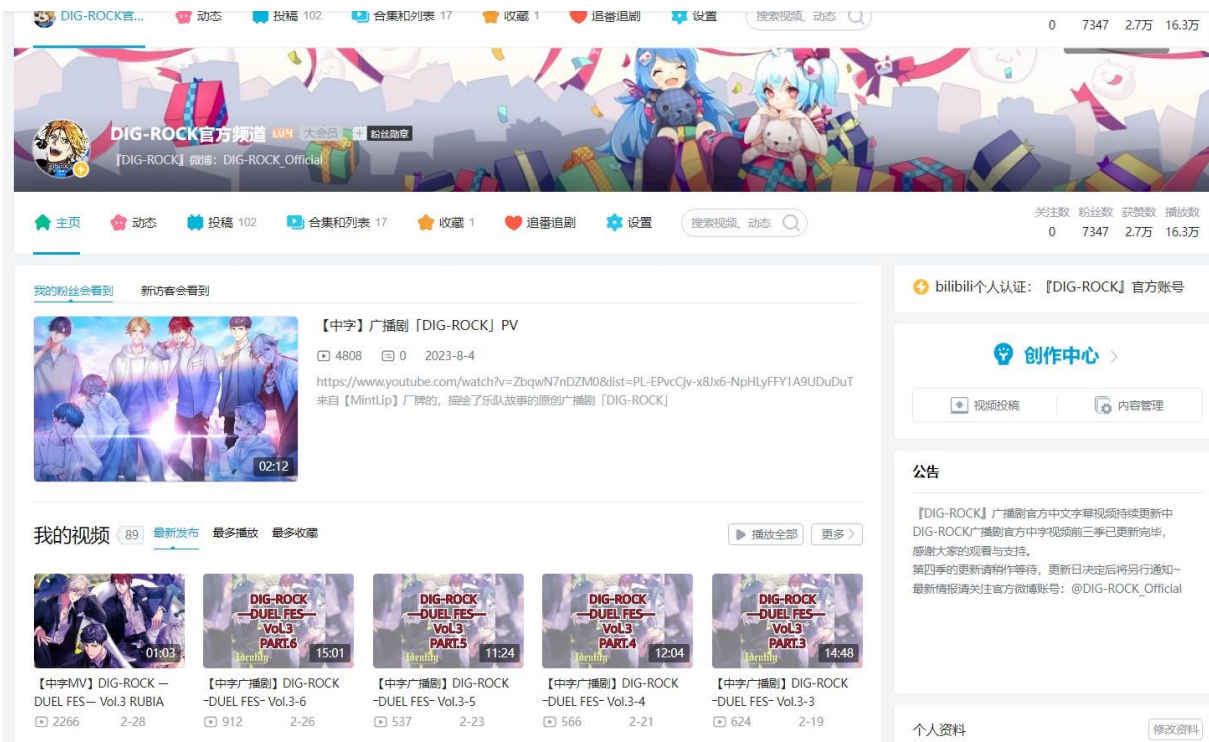 DIG-ROCK官... 动态 投稿 102 合集和列表 17 收藏 1 追番追剧 设置 搜索视频、动态
0 7347 2.7万 16.3万
DIG-ROCK官方频道 LV4 大会员 + 粉丝勋章
『DIG-ROCK』微博：DIG-ROCK_Official
主页 动态 投稿 102 合集和列表 17 收藏 1 追番追剧 设置 搜索视频、动态
关注数 粉丝数 获赞数 播放数
0 7347 2.7万 16.3万
我的粉丝会看到 新访客会看到
02:12
【中字】广播剧「DIG-ROCK」PV
4808 0 2023-8-4
https://www.youtube.com/watch?v=ZbqwN7nDZM0&list=PL-EPvcCjv-x8Jx6-NpHLyFFY1A9UDuDuT
来自【MintLip】厂牌的，描绘了乐队故事的原创广播剧「DIG-ROCK」
bilibili个人认证：『DIG-ROCK』官方账号
创作中心
视频投稿 内容管理
公告
『DIG-ROCK』广播剧官方中文字幕视频持续更新中
DIG-ROCK广播剧官方中字视频前三季已更新完毕，
感谢大家的观看与支持。
第四季的更新请稍作等待，更新日决定后将另行通知~
最新情报请关注官方微博账号：@DIG-ROCK_Official
我的视频 89 最新发布 最多播放 最多收藏 播放全部 更多
01:03
【中字MV】DIG-ROCK —
DUEL FES— Vol.3 RUBIA
2266 2-28
DIG-ROCK
—DUEL FES—
Vol.3
PART.6
Identity
15:01
【中字广播剧】DIG-ROCK
-DUEL FES- Vol.3-6
912 2-26
DIG-ROCK
—DUEL FES—
Vol.3
PART.5
Identity
11:24
【中字广播剧】DIG-ROCK
-DUEL FES- Vol.3-5
537 2-23
DIG-ROCK
—DUEL FES—
Vol.3
PART.4
Identity
12:04
【中字广播剧】DIG-ROCK
-DUEL FES- Vol.3-4
566 2-21
DIG-ROCK
—DUEL FES—
Vol.3
PART.3
Identity
14:48
【中字广播剧】DIG-ROCK
-DUEL FES- Vol.3-3
624 2-19
个人资料 修改资料